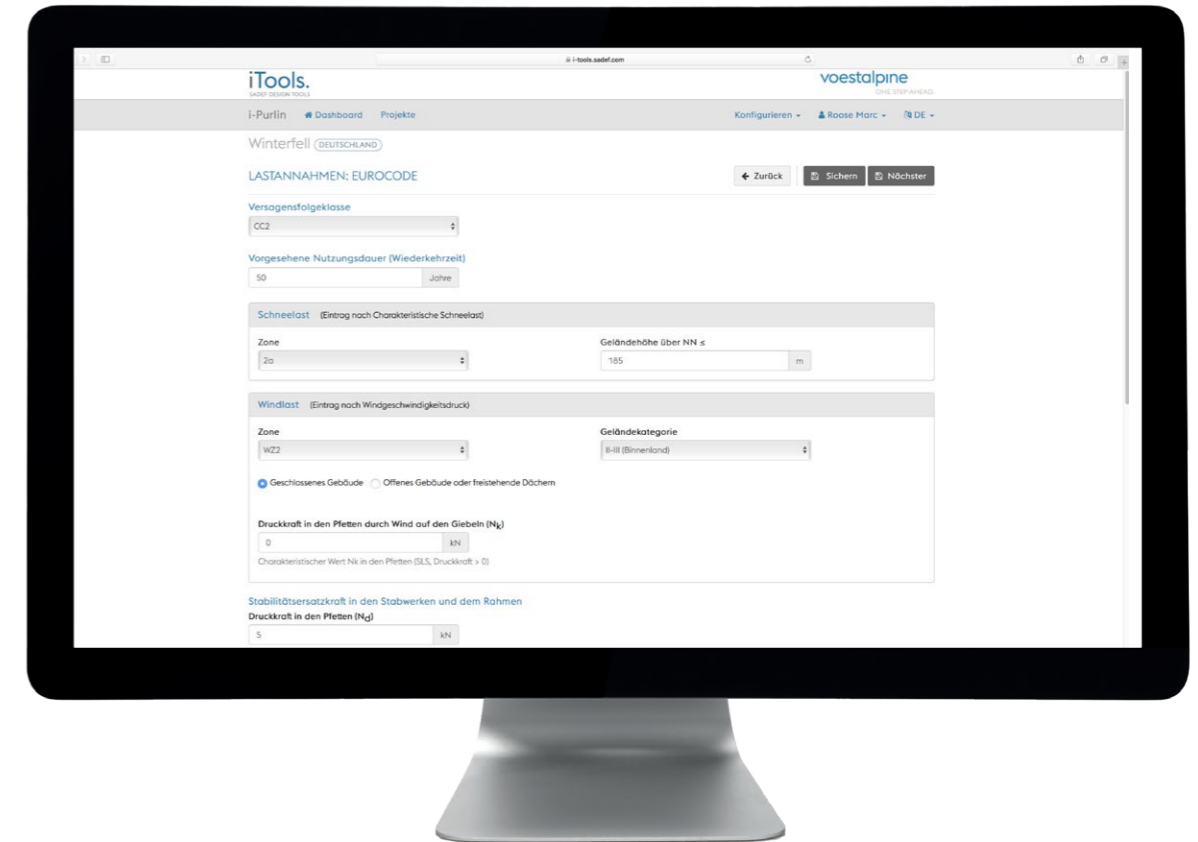 i-tools.sadef.com
iTools.
SADEF DESIGN TOOLS
voestalpine
ONE STEP AHEAD.
i-Purlin Dashboard Projekte Konfigurieren Roose Marc DE
Winterfell DEUTSCHLAND
LASTANNAHMEN: EUROCODE
Zurück Sichern Nächster
Versagensfolgeklasse
CC2
Vorgesehene Nutzungsdauer (Wiederkehrzeit)
50 Jahre
Schneelast (Eintrag nach Charakteristische Schneelast)
Zone Geländehöhe über NN ≤
2a 185 m
Windlast (Eintrag nach Windgeschwindigkeitsdruck)
Zone Geländekategorie
WZ2 II-III (Binnenland)
Geschlossenes Gebäude Offenes Gebäude oder freistehende Dächern
Druckkraft in den Pfetten durch Wind auf den Giebeln (Nk)
0 kN
Charakteristischer Wert Nk in den Pfetten (SLS, Druckkraft > 0)
Stabilitätsersatzkraft in den Stabwerken und dem Rahmen
Druckkraft in den Pfetten (Nd)
5 kN